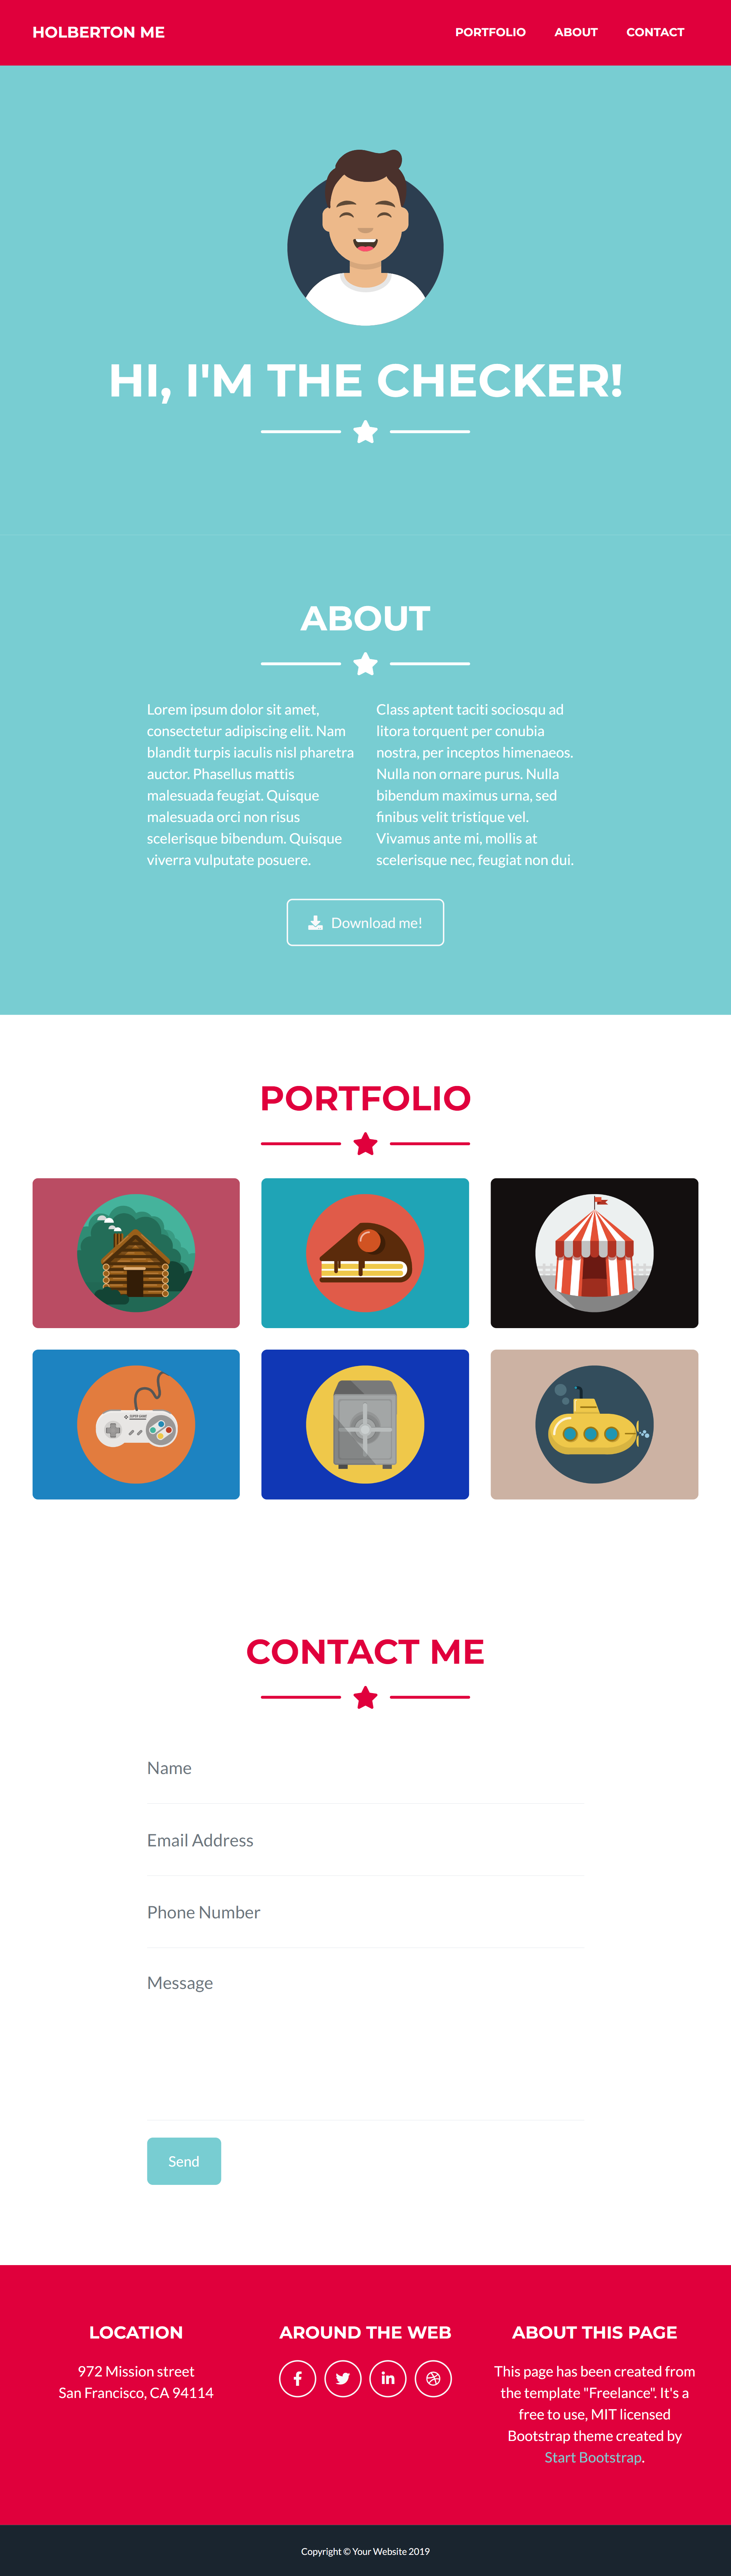 HOLBERTON ME
PORTFOLIO
ABOUT
CONTACT
HI, I'M THE CHECKER!
ABOUT
Lorem ipsum dolor sit amet,
consectetur adipiscing elit. Nam
blandit turpis iaculis nisl pharetra
auctor. Phasellus mattis
malesuada feugiat. Quisque
malesuada orci non risus
scelerisque bibendum. Quisque
viverra vulputate posuere.
Class aptent taciti sociosqu ad
litora torquent per conubia
nostra, per inceptos himenaeos.
Nulla non ornare purus. Nulla
bibendum maximus urna, sed
finibus velit tristique vel.
Vivamus ante mi, mollis at
scelerisque nec, feugiat non dui.
Download me!
PORTFOLIO
CONTACT ME
Name
Email Address
Phone Number
Message
Send
LOCATION
972 Mission street
San Francisco, CA 94114
AROUND THE WEB
ABOUT THIS PAGE
This page has been created from
the template "Freelance". It's a
free to use, MIT licensed
Bootstrap theme created by
Start Bootstrap.
Copyright © Your Website 2019